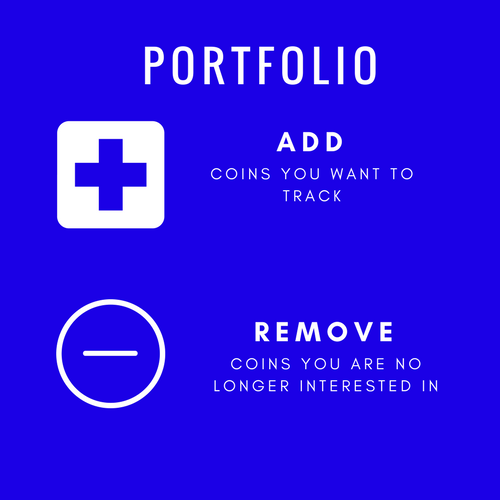 PORTFOLIO
ADD
COINS YOU WANT TO
TRACK
REMOVE
COINS YOU ARE NO
LONGER INTERESTED IN